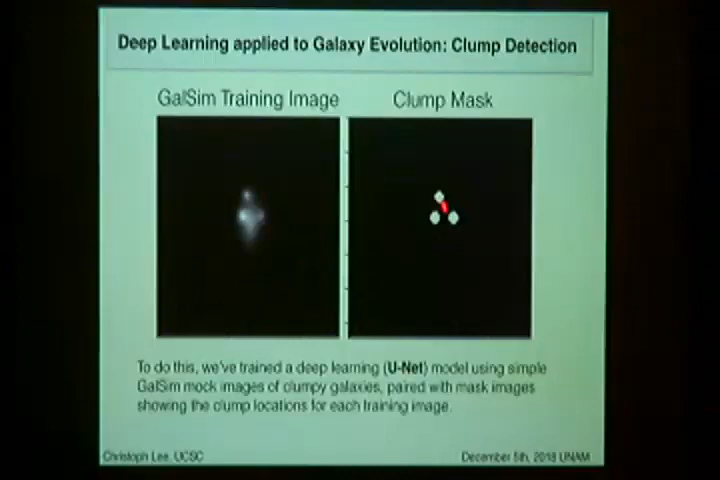 Deep Learning applied to Galaxy Evolution: Clump Detection
GalSim Training Image
Clump Mask
To do this, we've trained a deep learning (U-Net) model using simple
GalSim mock images of clumpy galaxies, paired with mask images
showing the clump locations for each training image.
Christoph Lee, UCSC
December 5th, 2018 UNAM